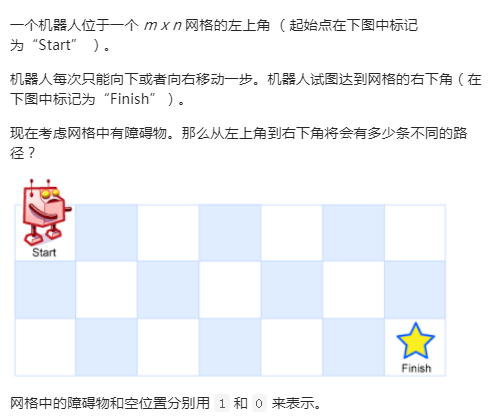 一个机器人位于一个 m x n 网格的左上角 （ 起始点在下图中标记
为“Start” ）。
机器人每次只能向下或者向右移动一步。机器人试图达到网格的右下角（ 在
下图中标记为“Finish” ）。
现在考虑网格中有障碍物。那么从左上角到右下角将会有多少条不同的路
径？
Start
Finish
网格中的障碍物和空位置分别用 1 和 0 来表示。